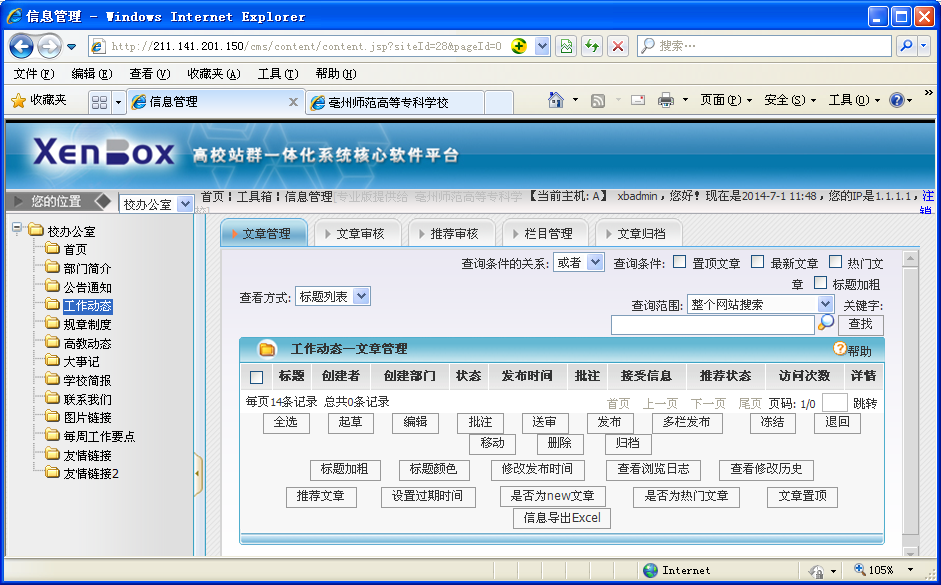 信息管理 - Windows Internet Explorer
http://211.141.201.150/cms/content/content.jsp?siteId=28&pageId=0
搜索...
文件(F) 编辑(E) 查看(V) 收藏夹(A) 工具(T) 帮助(H)
收藏夹 信息管理 亳州师范高等专科学校 页面(P) 安全(S) 工具(O) »
XenBox 高校站群一体化系统核心软件平台
您的位置 校办公室 首页 工具箱 信息管理[专业版提供给 亳州师范高等专科学校] 【当前主机: A】 xbadmin，您好！现在是2014-7-1 11:48，您的IP是1.1.1.1，注销
校办公室
首页
部门简介
公告通知
工作动态
规章制度
高教动态
大事记
学校简报
联系我们
图片链接
每周工作要点
友情链接
友情链接2
文章管理 文章审核 推荐审核 栏目管理 文章归档
查询条件的关系: 或者 查询条件: 置顶文章 最新文章 热门文章 标题加粗
查看方式: 标题列表
查询范围: 整个网站搜索 关键字:
查找
工作动态—文章管理 帮助
标题 创建者 创建部门 状态 发布时间 批注 接受信息 推荐状态 访问次数 详情
每页14条记录 总共0条记录 首页 上一页 下一页 尾页 页码: 1/0 跳转
全选 起草 编辑 批注 送审 发布 多栏发布 冻结 退回
移动 删除 归档
标题加粗 标题颜色 修改发布时间 查看浏览日志 查看修改历史
推荐文章 设置过期时间 是否为new文章 是否为热门文章 文章置顶
信息导出Excel
Internet 105%